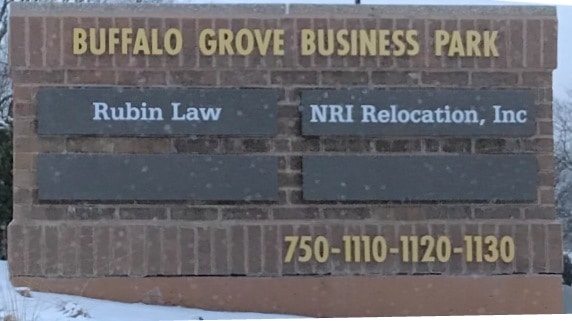 BUFFALO GROVE BUSINESS PARK
Rubin Law
NRI Relocation, Inc
750-1110-1120-1130